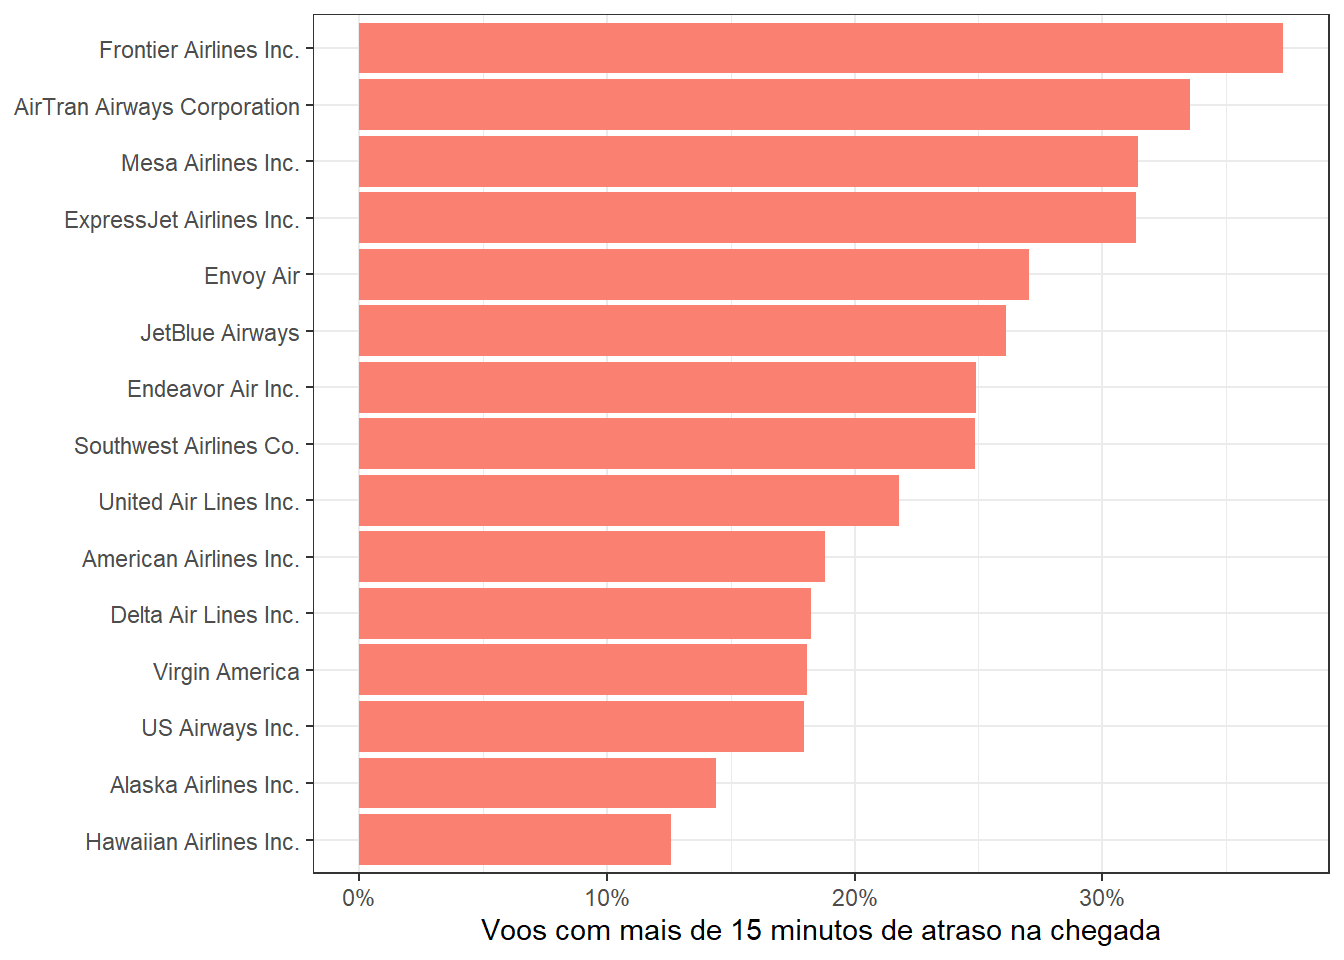 Frontier Airlines Inc.
AirTran Airways Corporation
Mesa Airlines Inc.
ExpressJet Airlines Inc.
Envoy Air
JetBlue Airways
Endeavor Air Inc.
Southwest Airlines Co.
United Air Lines Inc.
American Airlines Inc.
Delta Air Lines Inc.
Virgin America
US Airways Inc.
Alaska Airlines Inc.
Hawaiian Airlines Inc.
0% 10% 20% 30%
Voos com mais de 15 minutos de atraso na chegada